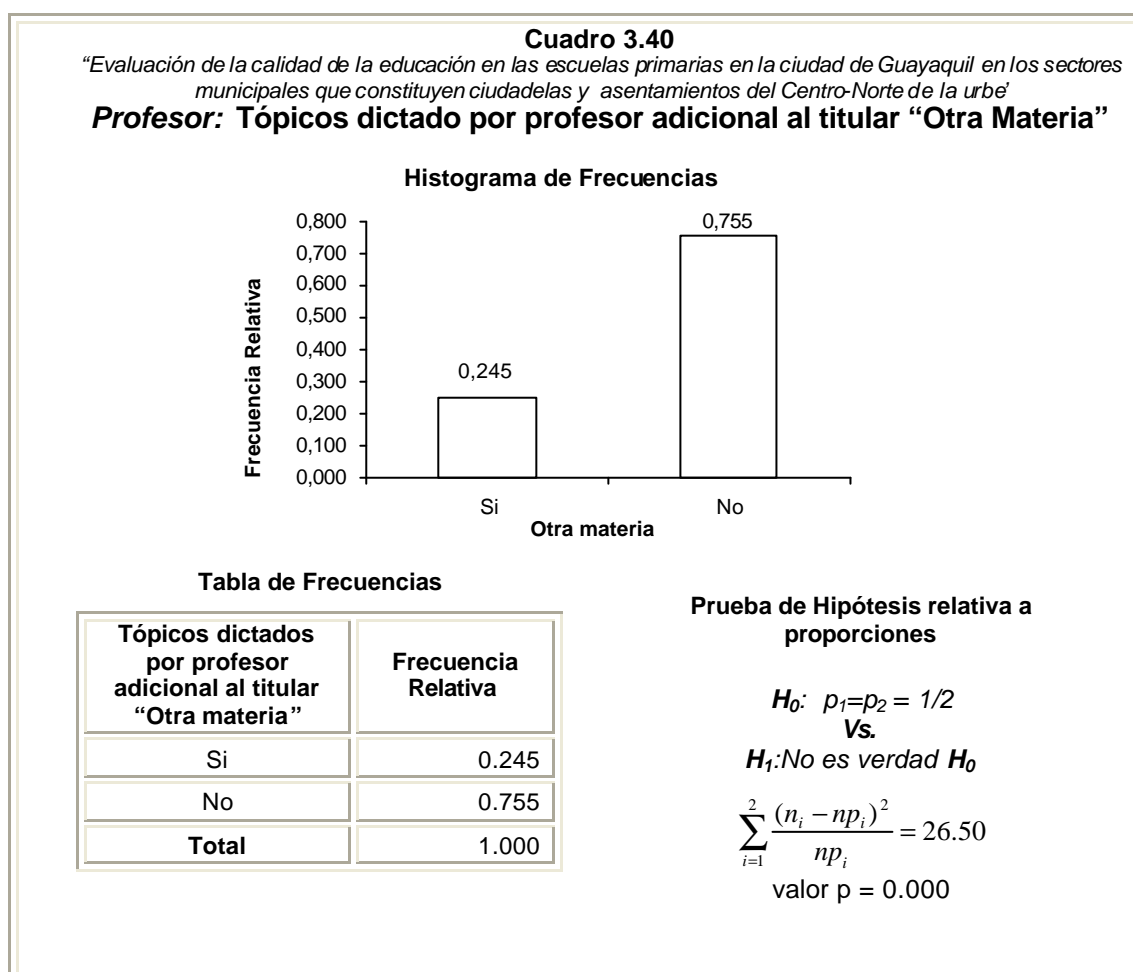 Cuadro 3.40
“Evaluación de la calidad de la educación en las escuelas primarias en la ciudad de Guayaquil en los sectores
municipales que constituyen ciudadelas y asentamientos del Centro-Norte de la urbe’
Profesor: Tópicos dictado por profesor adicional al titular “Otra Materia”
Histograma de Frecuencias
Frecuencia Relativa
0,800
0,700
0,600
0,500
0,400
0,300
0,200
0,100
0,000
0,245
0,755
Si No
Otra materia
Tabla de Frecuencias
Tópicos dictados
por profesor
adicional al titular
“Otra materia”
Frecuencia
Relativa
Si 0.245
No 0.755
Total 1.000
Prueba de Hipótesis relativa a
proporciones
H₀: p₁=p₂ = 1/2
Vs.
H₁:No es verdad H₀
∑_{i=1}^{2} (n_i − np_i)² / np_i = 26.50
valor p = 0.000